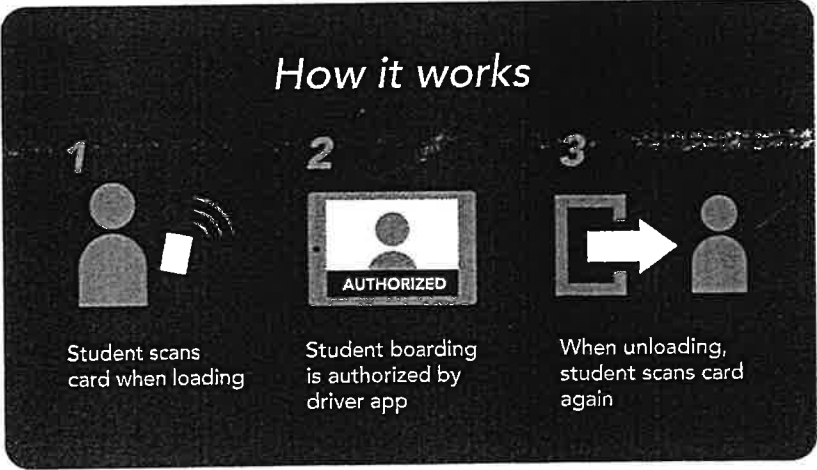 How it works
1
2
3
AUTHORIZED
Student scans
card when loading
Student boarding
is authorized by
driver app
When unloading,
student scans card
again